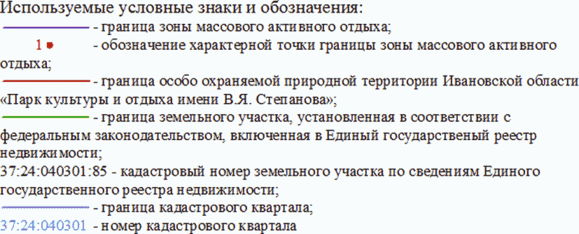 Используемые условные знаки и обозначения:
- граница зоны массового активного отдыха;
1 - обозначение характерной точки границы зоны массового активного
отдыха;
- граница особо охраняемой природной территории Ивановской области
«Парк культуры и отдыха имени В.Я. Степанова»;
- граница земельного участка, установленная в соответствии с
федеральным законодательством, включенная в Единый государственый реестр
недвижимости;
37:24:040301:85 - кадастровый номер земельного участка по сведениям Единого
государственного реестра недвижимости;
- граница кадастрового квартала;
37:24:040301 - номер кадастрового квартала